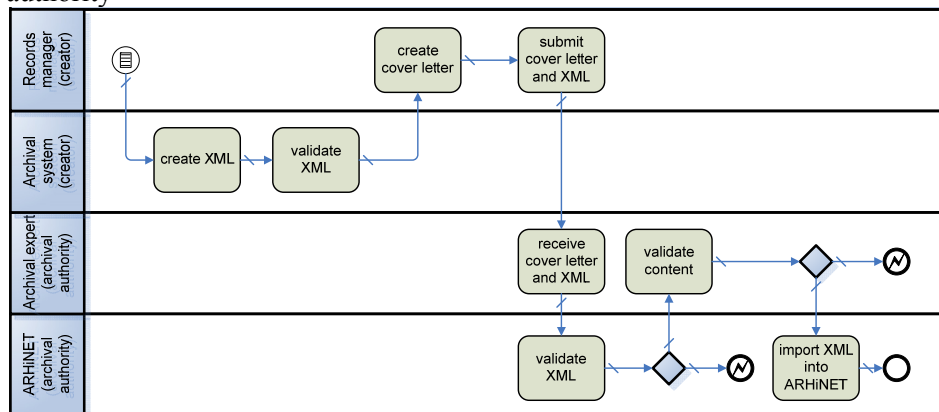 authority
Records
manager
(creator)
create
cover letter
submit
cover letter
and XML
Archival
system
(creator)
create XML
validate
XML
Archival expert
(archival
authority)
receive
cover letter
and XML
validate
content
ARHiNET
(archival
authority)
validate
XML
import XML
into
ARHiNET